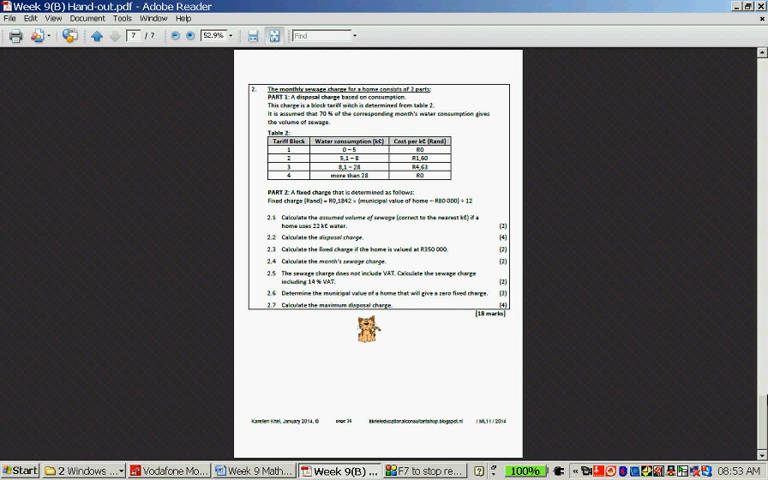 Week 9(B) Hand-out.pdf - Adobe Reader
File Edit View Document Tools Window Help
7 / 7 52.9% Find
2. The monthly sewage charge for a home consists of 2 parts:
PART 1: A disposal charge based on consumption.
This charge is a block tariff witch is determined from table 2.
It is assumed that 70 % of the corresponding month's water consumption gives
the volume of sewage.
Table 2:
Tariff Block Water consumption (kℓ) Cost per kℓ (Rand)
1 0 – 5 R0
2 5,1 – 8 R1,60
3 8,1 – 28 R4,63
4 more than 28 R0
PART 2: A fixed charge that is determined as follows:
Fixed charge (Rand) = R0,1842 × (municipal value of home – R80 000) ÷ 12
2.1 Calculate the assumed volume of sewage (correct to the nearest kℓ) if a
home uses 22 kℓ water. (2)
2.2 Calculate the disposal charge. (4)
2.3 Calculate the fixed charge if the home is valued at R350 000. (2)
2.4 Calculate the month's sewage charge. (2)
2.5 The sewage charge does not include VAT. Calculate the sewage charge
including 14 % VAT. (2)
2.6 Determine the municipal value of a home that will give a zero fixed charge. (2)
2.7 Calculate the maximum disposal charge. (4)
[18 marks]
January 2014, © page / 2014
Start 2 Windows ... Vodafone Mo... Week 9 Math... Week 9(B) ... F7 to stop re... 100% 08:53 AM